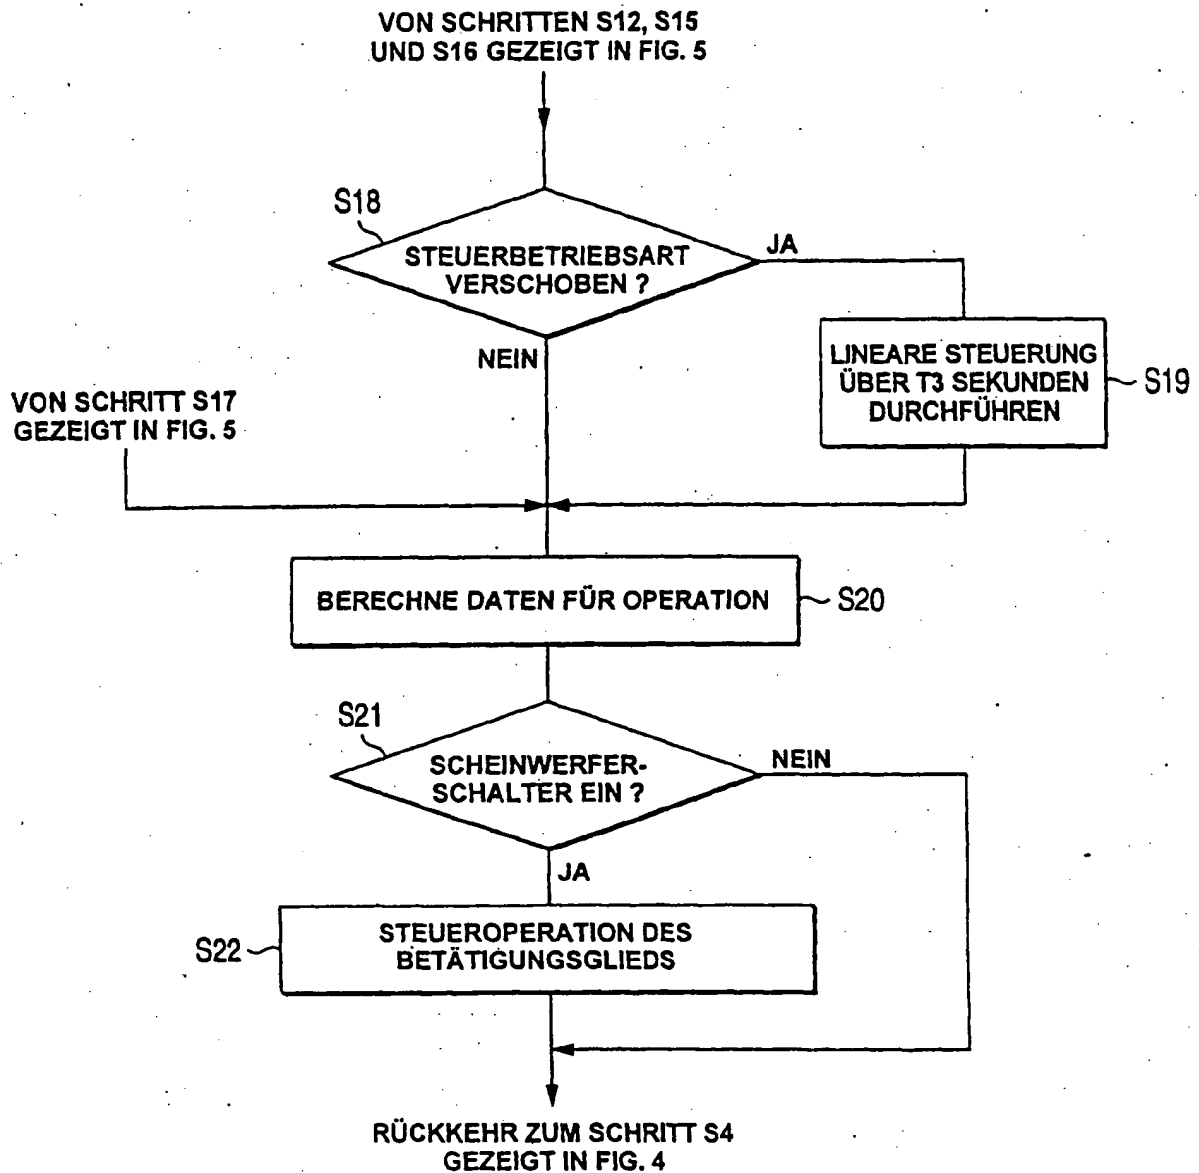 VON SCHRITTEN S12, S15
UND S16 GEZEIGT IN FIG. 5
S18
STEUERBETRIEBSART
VERSCHOBEN ?
JA
NEIN
LINEARE STEUERUNG
ÜBER T3 SEKUNDEN
DURCHFÜHREN
S19
VON SCHRITT S17
GEZEIGT IN FIG. 5
BERECHNE DATEN FÜR OPERATION
S20
S21
SCHEINWERFER-
SCHALTER EIN ?
NEIN
JA
STEUEROPERATION DES
BETÄTIGUNGSGLIEDS
S22
RÜCKKEHR ZUM SCHRITT S4
GEZEIGT IN FIG. 4